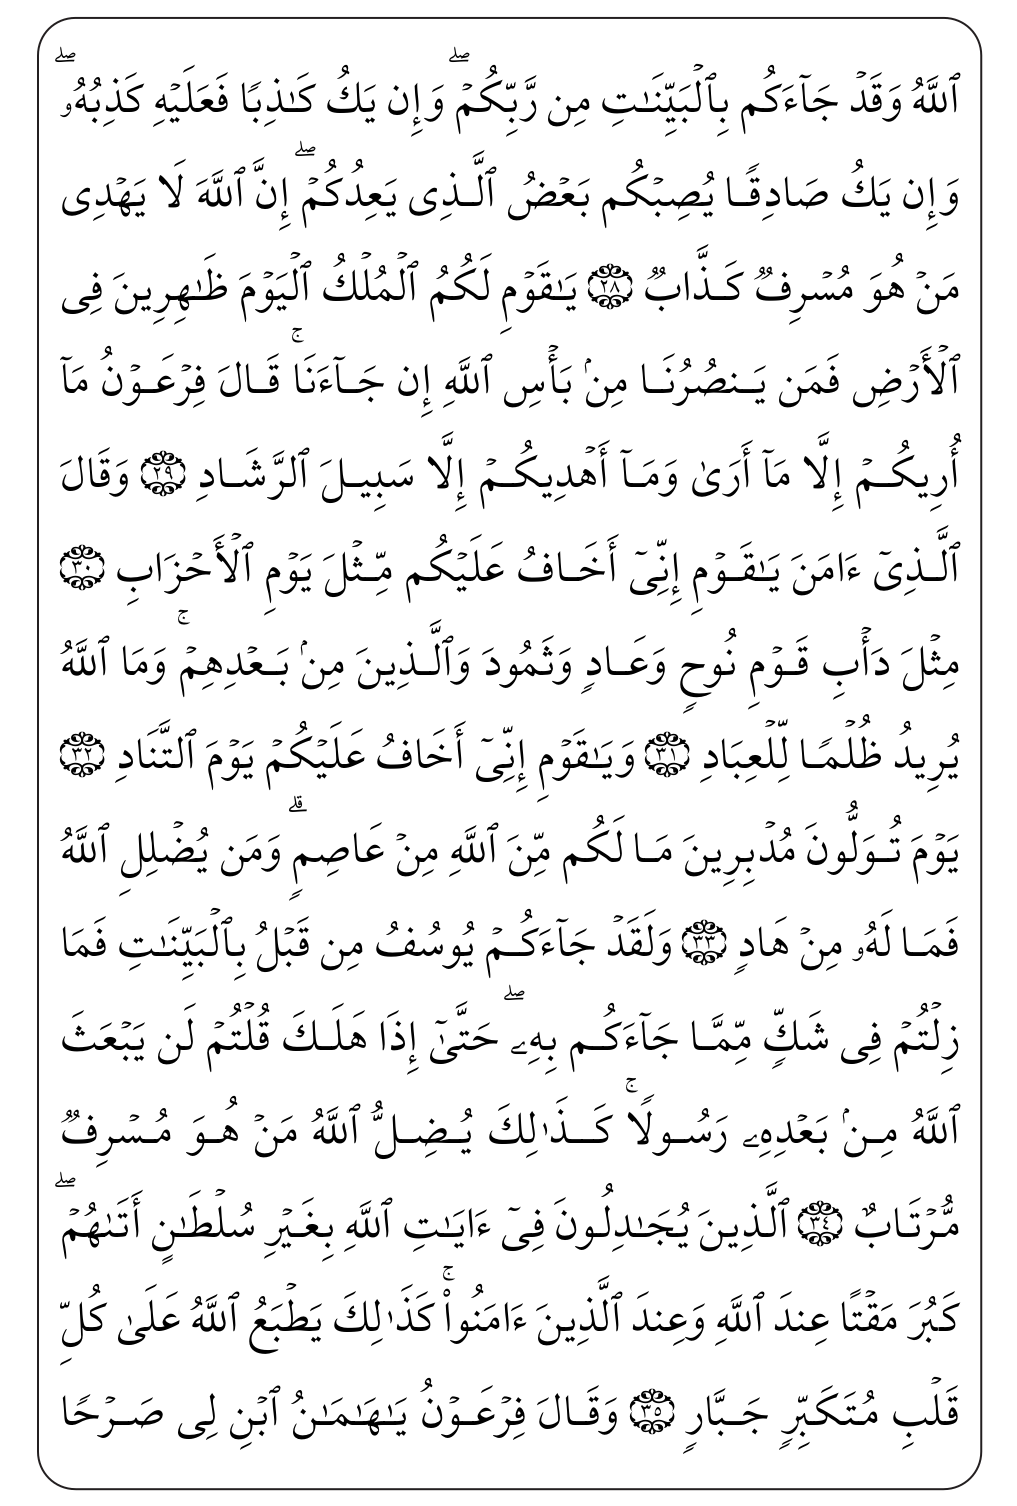 ٱللَّهُ وَقَدۡ جَآءَكُم بِٱلۡبَيِّنَٰتِ مِن رَّبِّكُمۡۖ وَإِن يَكُ كَٰذِبٗا فَعَلَيۡهِ كَذِبُهُۥۖ
وَإِن يَكُ صَادِقٗا يُصِبۡكُم بَعۡضُ ٱلَّذِي يَعِدُكُمۡۖ إِنَّ ٱللَّهَ لَا يَهۡدِي
مَنۡ هُوَ مُسۡرِفٞ كَذَّابٞ ٢٨ يَٰقَوۡمِ لَكُمُ ٱلۡمُلۡكُ ٱلۡيَوۡمَ ظَٰهِرِينَ فِي
ٱلۡأَرۡضِ فَمَن يَنصُرُنَا مِنۢ بَأۡسِ ٱللَّهِ إِن جَآءَنَاۚ قَالَ فِرۡعَوۡنُ مَآ
أُرِيكُمۡ إِلَّا مَآ أَرَىٰ وَمَآ أَهۡدِيكُمۡ إِلَّا سَبِيلَ ٱلرَّشَادِ ٢٩ وَقَالَ
ٱلَّذِيٓ ءَامَنَ يَٰقَوۡمِ إِنِّيٓ أَخَافُ عَلَيۡكُم مِّثۡلَ يَوۡمِ ٱلۡأَحۡزَابِ ٣٠
مِثۡلَ دَأۡبِ قَوۡمِ نُوحٖ وَعَادٖ وَثَمُودَ وَٱلَّذِينَ مِنۢ بَعۡدِهِمۡۚ وَمَا ٱللَّهُ
يُرِيدُ ظُلۡمٗا لِّلۡعِبَادِ ٣١ وَيَٰقَوۡمِ إِنِّيٓ أَخَافُ عَلَيۡكُمۡ يَوۡمَ ٱلتَّنَادِ ٣٢
يَوۡمَ تُوَلُّونَ مُدۡبِرِينَ مَا لَكُم مِّنَ ٱللَّهِ مِنۡ عَاصِمٖۗ وَمَن يُضۡلِلِ ٱللَّهُ
فَمَا لَهُۥ مِنۡ هَادٖ ٣٣ وَلَقَدۡ جَآءَكُمۡ يُوسُفُ مِن قَبۡلُ بِٱلۡبَيِّنَٰتِ فَمَا
زِلۡتُمۡ فِي شَكّٖ مِّمَّا جَآءَكُم بِهِۦۖ حَتَّىٰٓ إِذَا هَلَكَ قُلۡتُمۡ لَن يَبۡعَثَ
ٱللَّهُ مِنۢ بَعۡدِهِۦ رَسُولٗاۚ كَذَٰلِكَ يُضِلُّ ٱللَّهُ مَنۡ هُوَ مُسۡرِفٞ
مُّرۡتَابٌ ٣٤ ٱلَّذِينَ يُجَٰدِلُونَ فِيٓ ءَايَٰتِ ٱللَّهِ بِغَيۡرِ سُلۡطَٰنٍ أَتَىٰهُمۡۖ
كَبُرَ مَقۡتًا عِندَ ٱللَّهِ وَعِندَ ٱلَّذِينَ ءَامَنُواْۚ كَذَٰلِكَ يَطۡبَعُ ٱللَّهُ عَلَىٰ كُلِّ
قَلۡبِ مُتَكَبِّرٖ جَبَّارٖ ٣٥ وَقَالَ فِرۡعَوۡنُ يَٰهَٰمَٰنُ ٱبۡنِ لِي صَرۡحٗا